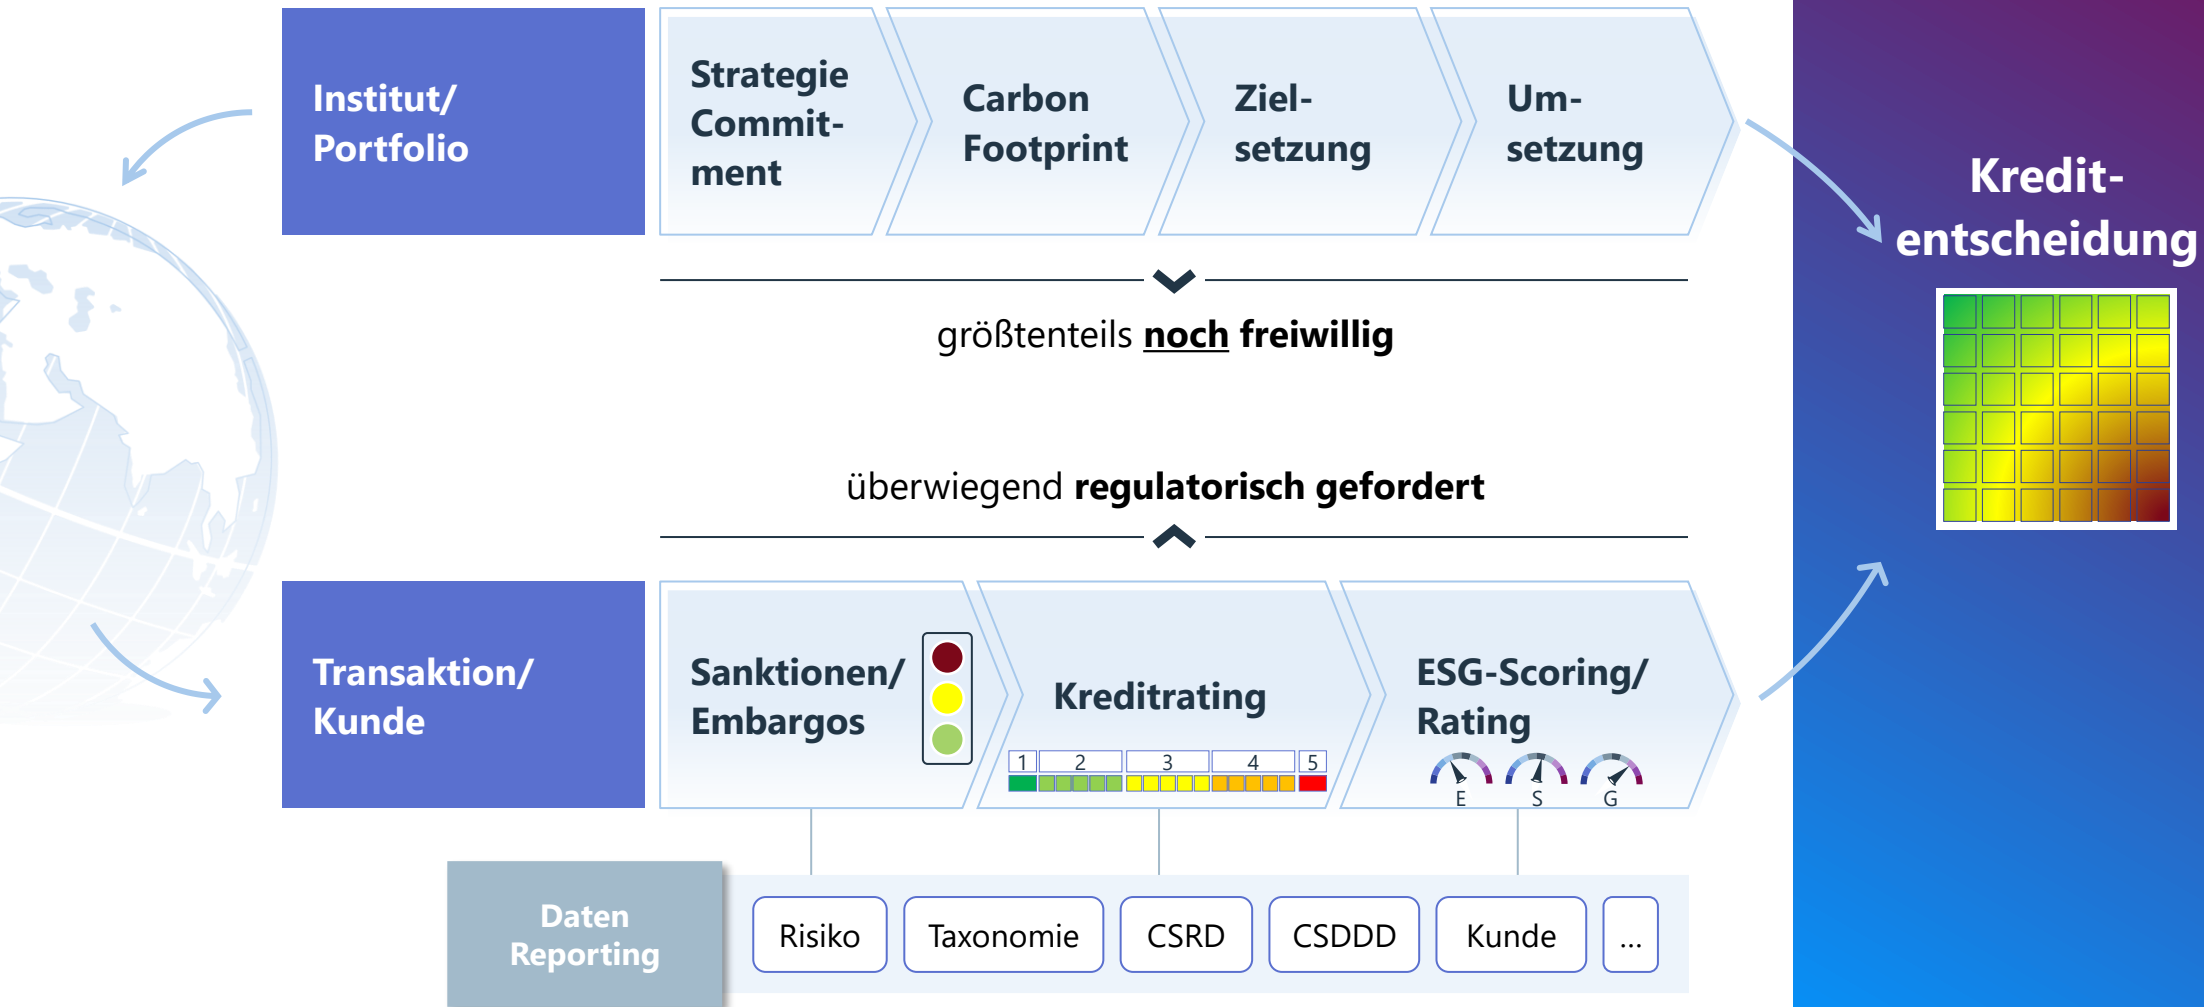 Institut/
Portfolio
Strategie
Commit-
ment
Carbon
Footprint
Ziel-
setzung
Um-
setzung
Kredit-
entscheidung
größtenteils noch freiwillig
überwiegend regulatorisch gefordert
Transaktion/
Kunde
Sanktionen/
Embargos
Kreditrating
1 2 3 4 5
ESG-Scoring/
Rating
E S G
Daten
Reporting
Risiko
Taxonomie
CSRD
CSDDD
Kunde
...